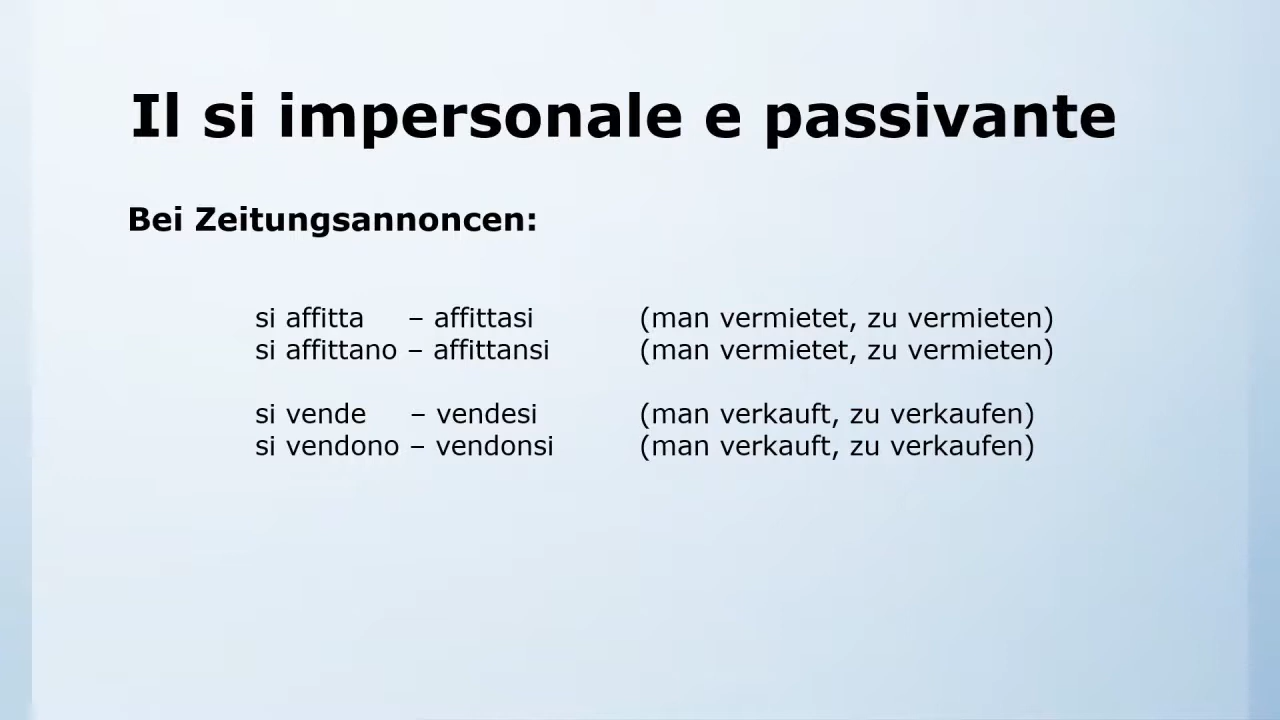 Il si impersonale e passivante
Bei Zeitungsannoncen:
si affitta – affittasi (man vermietet, zu vermieten)
si affittano – affittansi (man vermietet, zu vermieten)
si vende – vendesi (man verkauft, zu verkaufen)
si vendono – vendonsi (man verkauft, zu verkaufen)